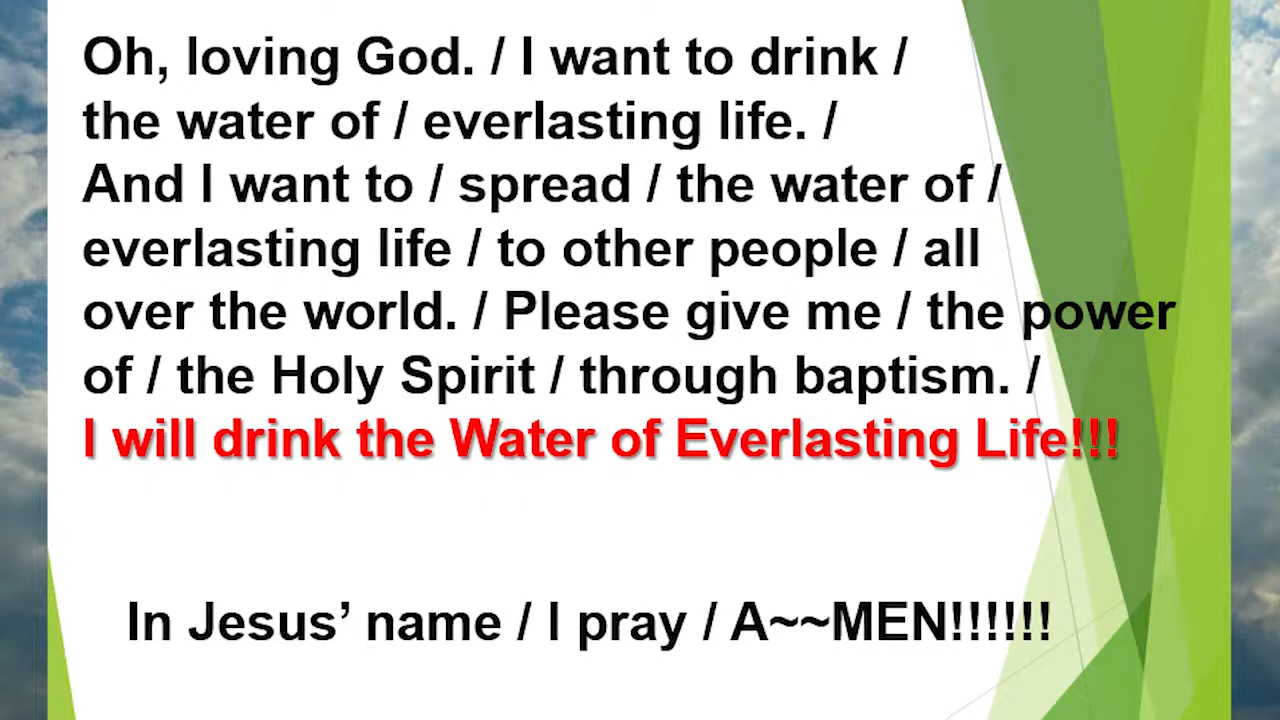 Oh, loving God. / I want to drink /
the water of / everlasting life. /
And I want to / spread / the water of /
everlasting life / to other people / all
over the world. / Please give me / the power
of / the Holy Spirit / through baptism. /
I will drink the Water of Everlasting Life!!!
In Jesus’ name / I pray / A~~MEN!!!!!!